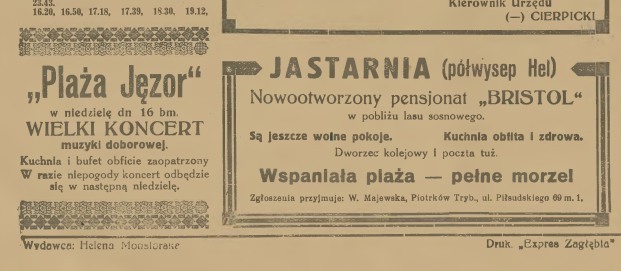 23.43.
16.20, 16.50, 17.18, 17.39, 18.30, 19.12,
„Plaża Jęzor“
w niedzielę dn 16 bm.
WIELKI KONCERT
muzyki doborowej.
Kuchnia i bufet obficie zaopatrzony
W razie niepogody koncert odbędzie
się w następną niedzielę.
Kierownik Urzędu
(—) CIERPICKI
JASTARNIA (półwysep Hel)
Nowootworzony pensjonat „BRISTOL“
w pobliżu lasu sosnowego.
Są jeszcze wolne pokoje. Kuchnia obfita i zdrowa.
Dworzec kolejowy i poczta tuż.
Wspaniała plaża — pełne morze!
Zgłoszenia przyjmuje: W. Majewska, Piotrków Tryb., ul. Piłsudskiego 69 m. 1.
Wydawca: Helena Monsiorska
Druk. „Expres Zagłębia“